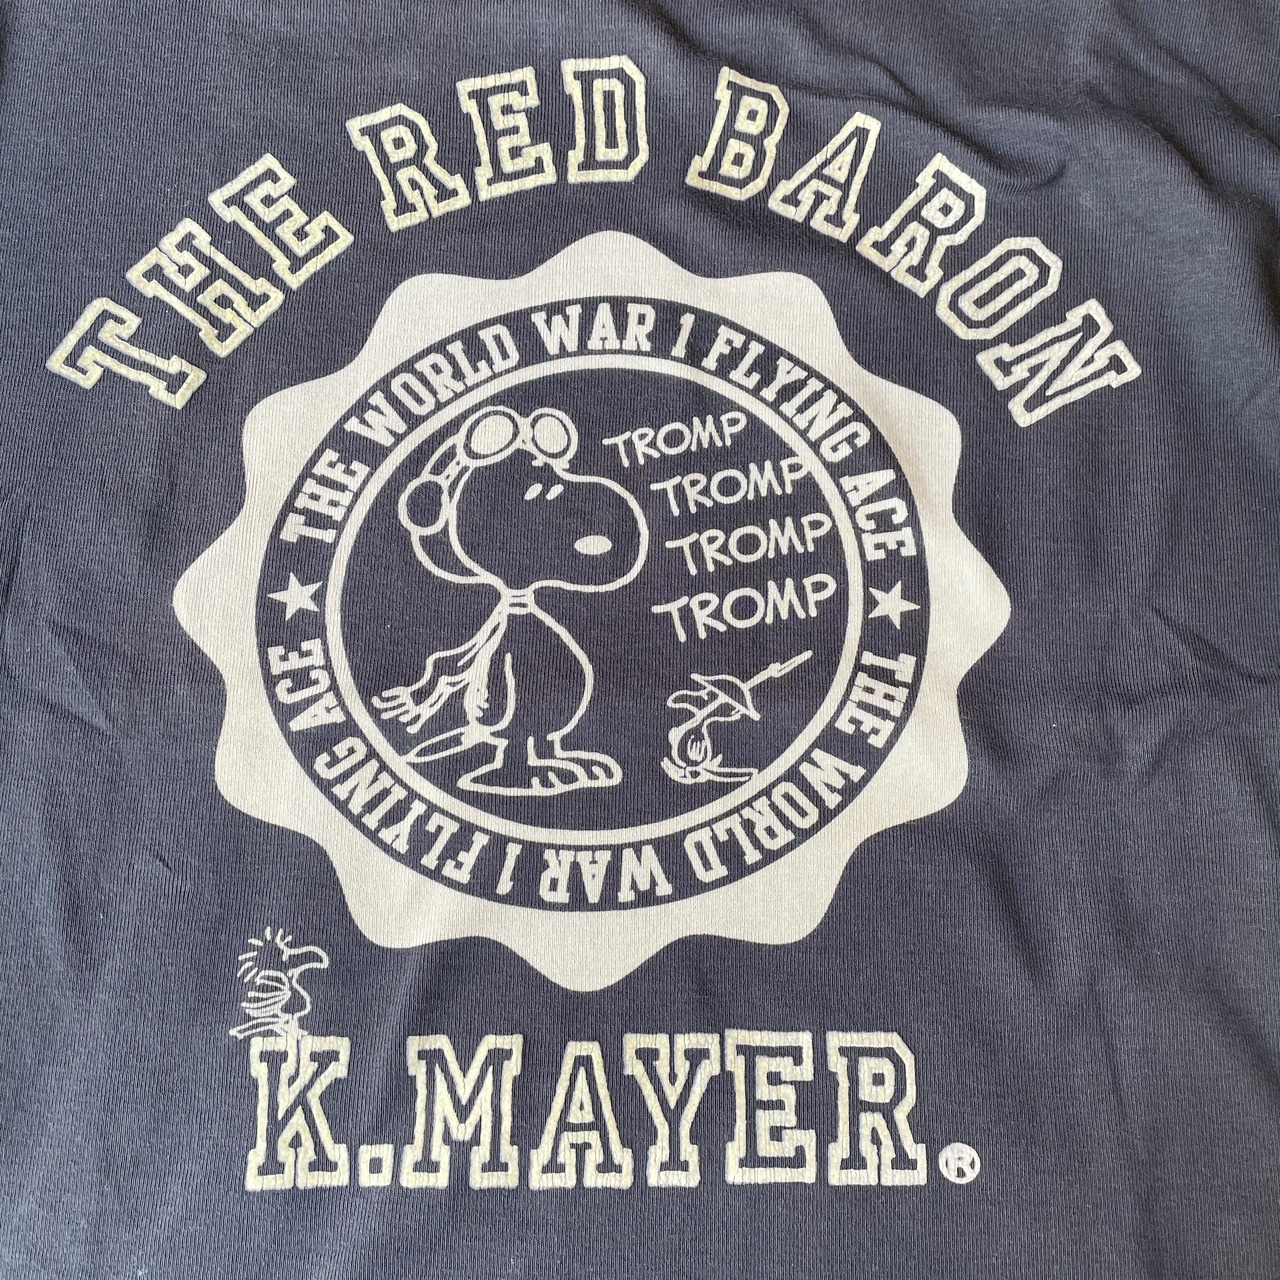 THE RED BARON
THE WORLD WAR 1 FLYING ACE ★ THE WORLD WAR 1 FLYING ACE ★
TROMP
TROMP
TROMP
TROMP
K.MAYER.®